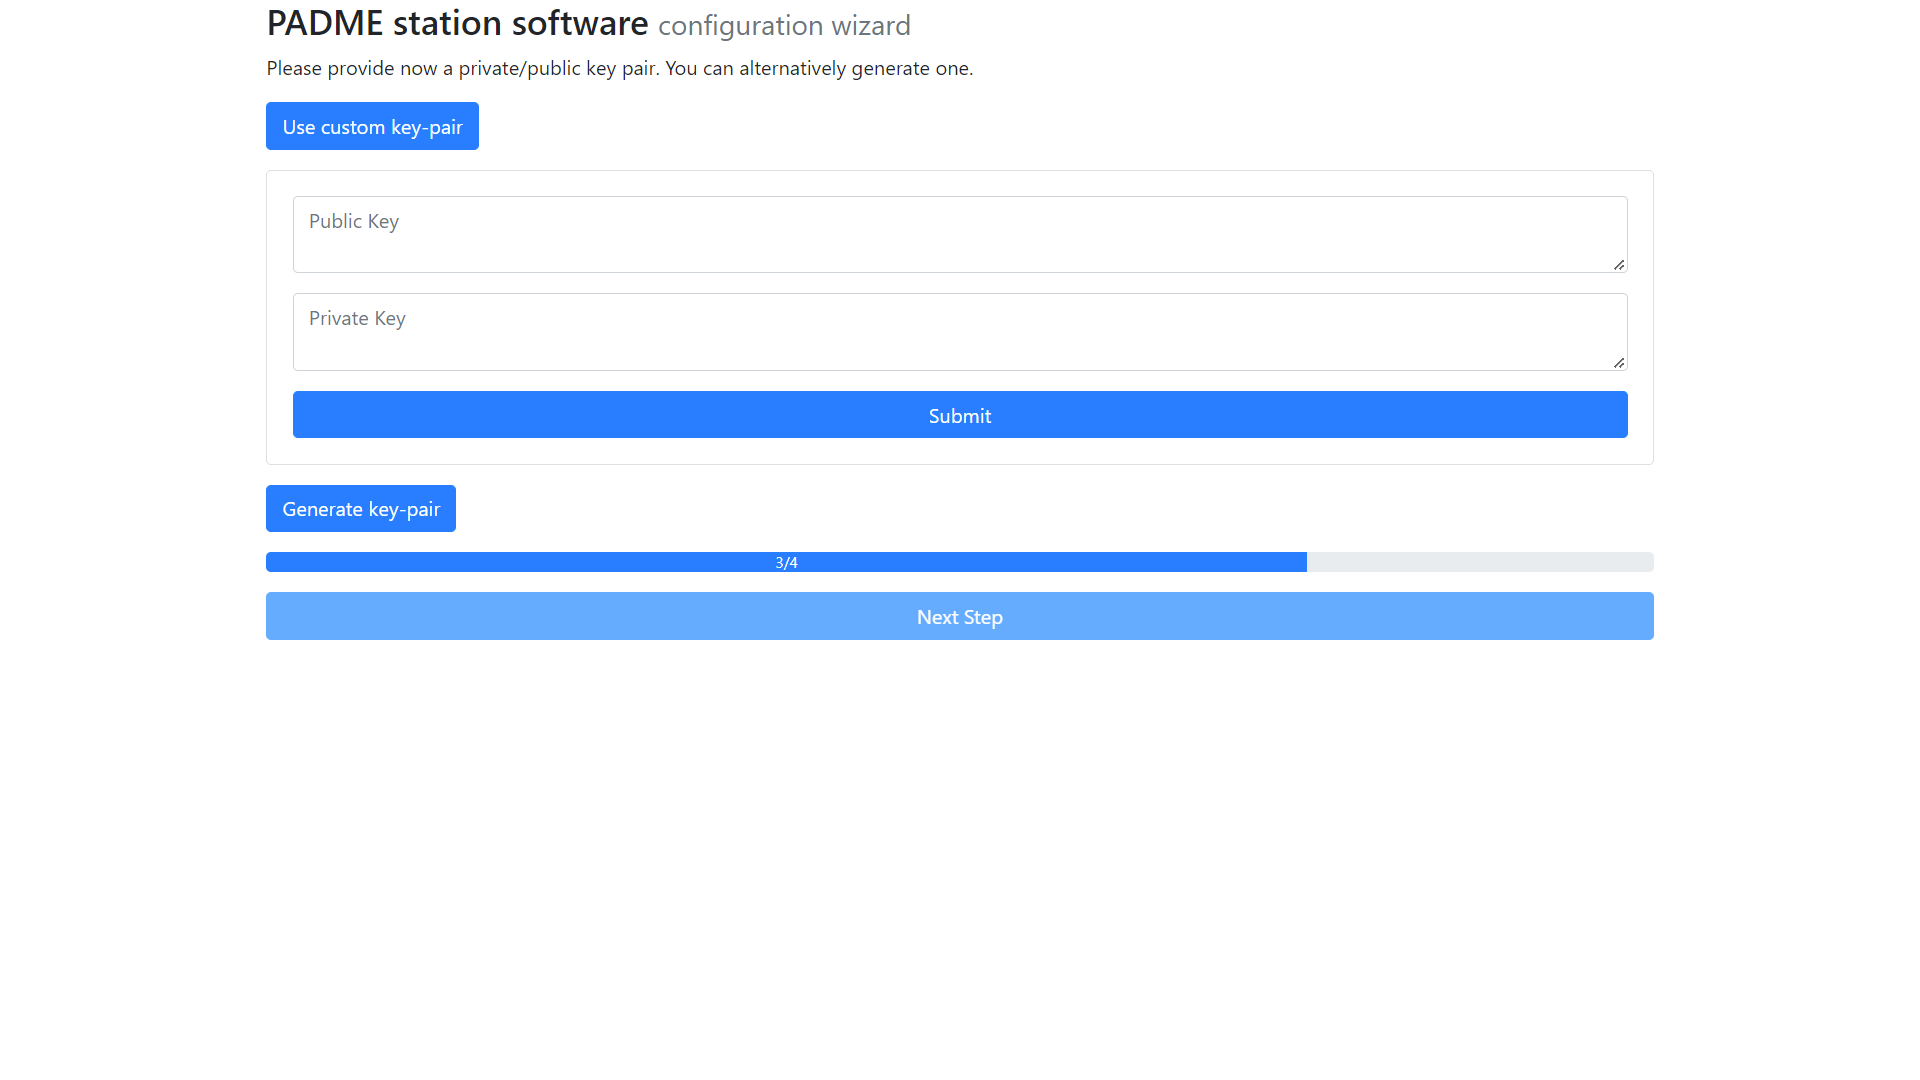 PADME station software configuration wizard
Please provide now a private/public key pair. You can alternatively generate one.
Use custom key-pair
Public Key
Private Key
Submit
Generate key-pair
3/4
Next Step